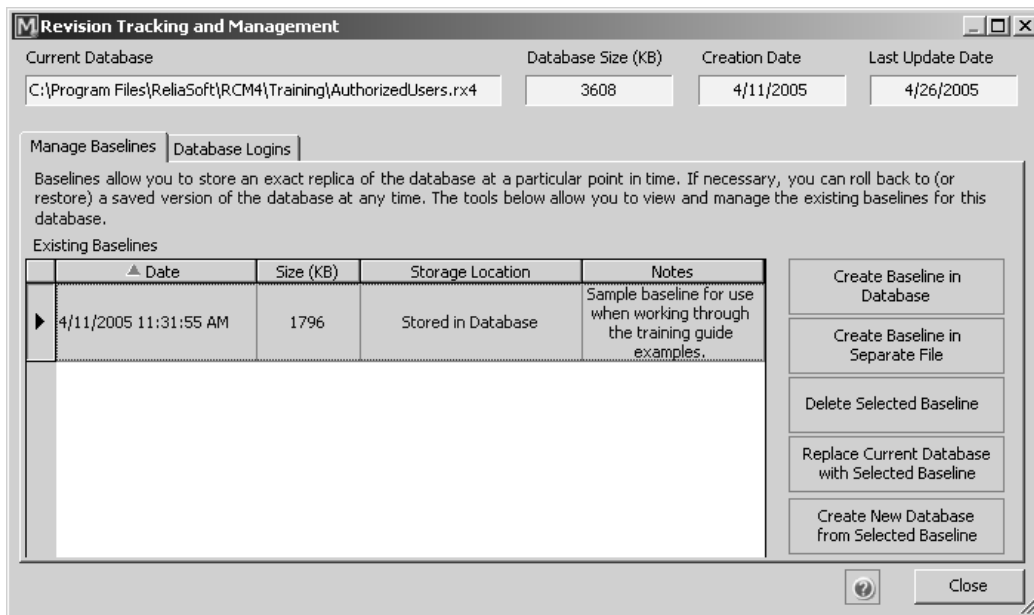 M Revision Tracking and Management
Current Database
Database Size (KB)
Creation Date
Last Update Date
C:\Program Files\ReliaSoft\RCM4\Training\AuthorizedUsers.rx4
3608
4/11/2005
4/26/2005
Manage Baselines
Database Logins
Baselines allow you to store an exact replica of the database at a particular point in time. If necessary, you can roll back to (or
restore) a saved version of the database at any time. The tools below allow you to view and manage the existing baselines for this
database.
Existing Baselines
Date
Size (KB)
Storage Location
Notes
4/11/2005 11:31:55 AM
1796
Stored in Database
Sample baseline for use
when working through
the training guide
examples.
Create Baseline in
Database
Create Baseline in
Separate File
Delete Selected Baseline
Replace Current Database
with Selected Baseline
Create New Database
from Selected Baseline
?
Close